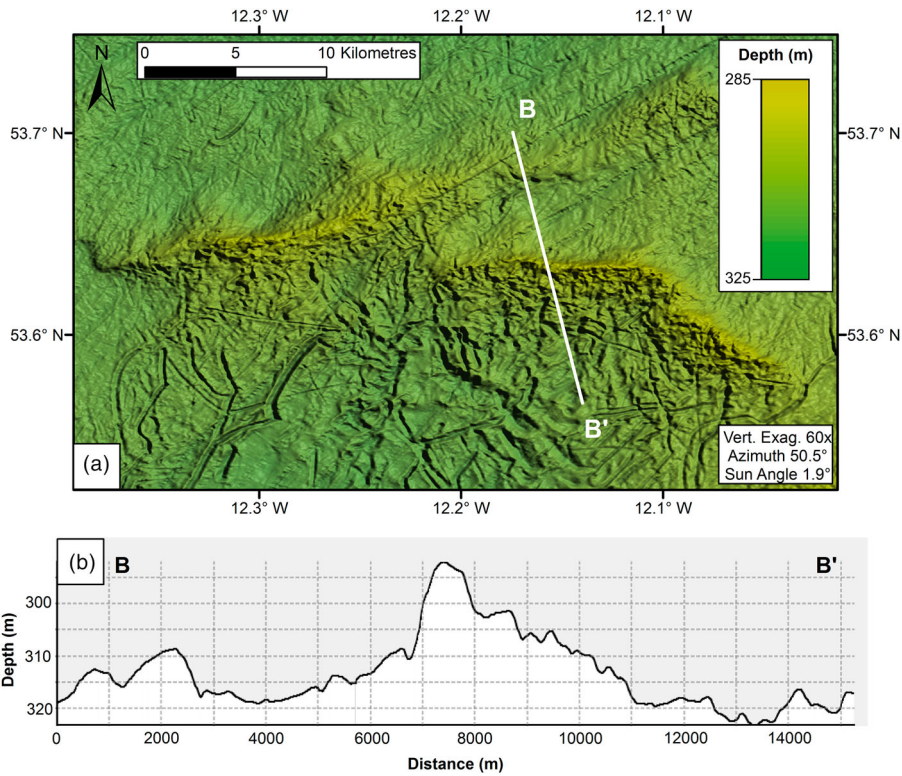 12.3° W 12.2° W 12.1° W
N
0 5 10 Kilometres
Depth (m)
285
325
53.7° N 53.7° N
B
53.6° N 53.6° N
B'
(a)
Vert. Exag. 60x
Azimuth 50.5°
Sun Angle 1.9°
12.3° W 12.2° W 12.1° W
(b) B B'
Depth (m)
300
310
320
0 2000 4000 6000 8000 10000 12000 14000
Distance (m)